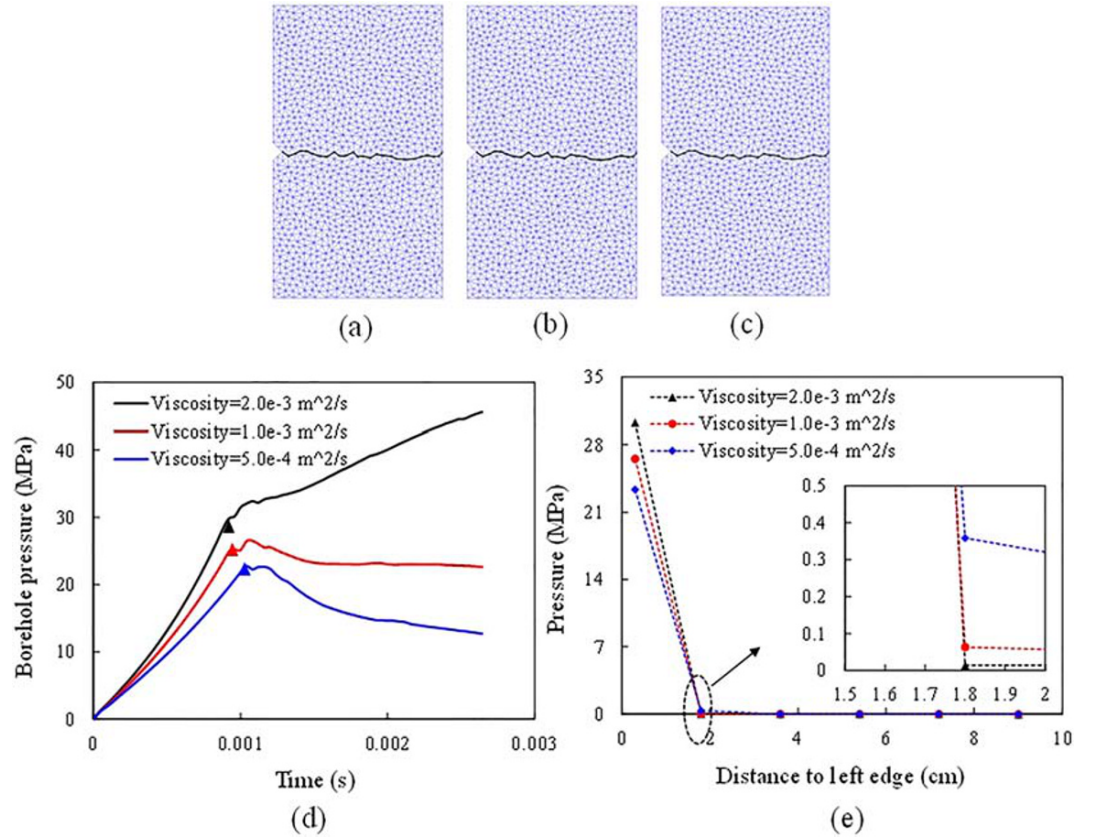 (a)
(b)
(c)
50
40
30
20
10
0
Borehole pressure (MPa)
Viscosity=2.0e-3 m^2/s
Viscosity=1.0e-3 m^2/s
Viscosity=5.0e-4 m^2/s
0
0.001
0.002
0.003
Time (s)
(d)
35
28
21
14
7
0
Pressure (MPa)
Viscosity=2.0e-3 m^2/s
Viscosity=1.0e-3 m^2/s
Viscosity=5.0e-4 m^2/s
0.5
0.4
0.3
0.2
0.1
0
1.5
1.6
1.7
1.8
1.9
2
0
2
4
6
8
10
Distance to left edge (cm)
(e)